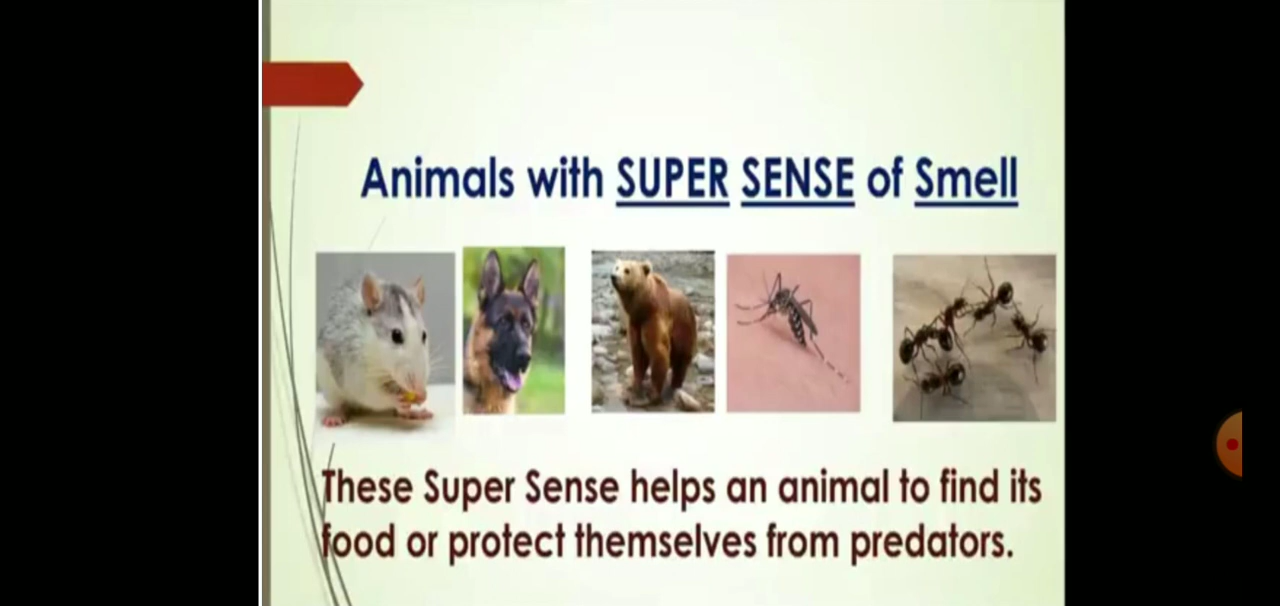 Animals with SUPER SENSE of Smell
These Super Sense helps an animal to find its
food or protect themselves from predators.